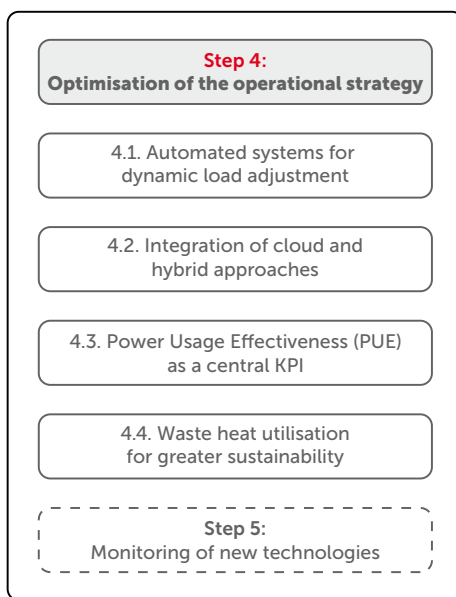 Step 4:
Optimisation of the operational strategy
4.1. Automated systems for
dynamic load adjustment
4.2. Integration of cloud and
hybrid approaches
4.3. Power Usage Effectiveness (PUE)
as a central KPI
4.4. Waste heat utilisation
for greater sustainability
Step 5:
Monitoring of new technologies